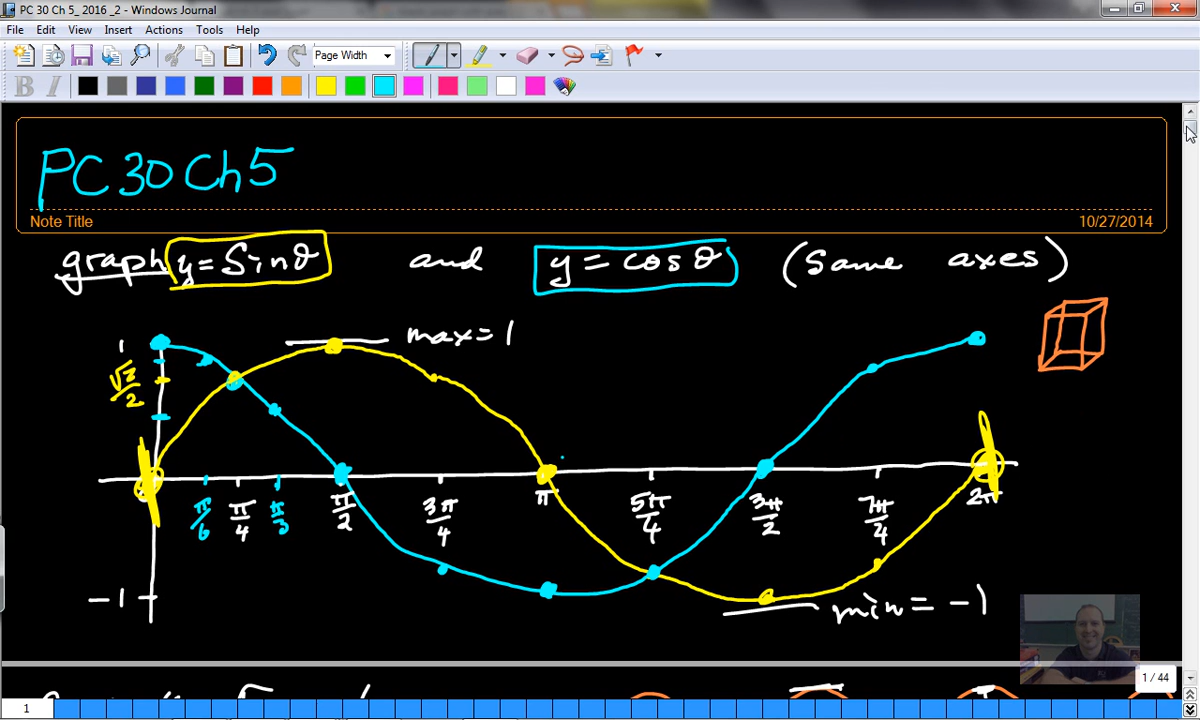 PC 30 Ch 5_ 2016 _2 - Windows Journal
File Edit View Insert Actions Tools Help
Page Width
B I
PC 30 Ch 5
Note Title
10/27/2014
graph y = Sinθ and y = cosθ (Same axes)
1
max = 1
√2/2
π/6 π/4 π/3 π/2 3π/4 π 5π/4 3π/2 7π/4 2π
-1
min = -1
1 / 44
1